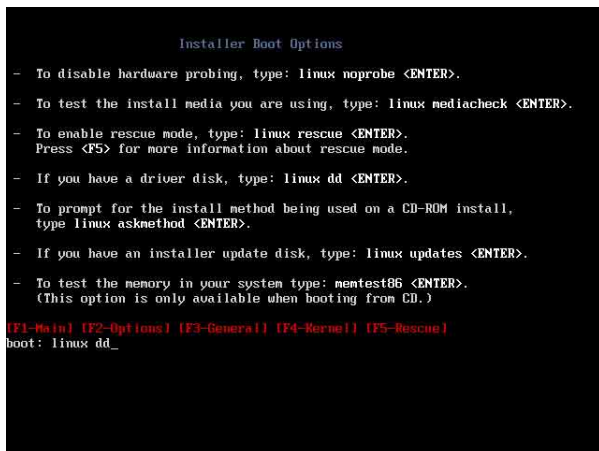 Installer Boot Options
- To disable hardware probing, type: linux noprobe <ENTER>.
- To test the install media you are using, type: linux mediacheck <ENTER>.
- To enable rescue mode, type: linux rescue <ENTER>.
Press <F5> for more information about rescue mode.
- If you have a driver disk, type: linux dd <ENTER>.
- To prompt for the install method being used on a CD-ROM install,
type linux askmethod <ENTER>.
- If you have an installer update disk, type: linux updates <ENTER>.
- To test the memory in your system type: memtest86 <ENTER>.
(This option is only available when booting from CD.)
[F1-Main] [F2-Options] [F3-General] [F4-Kernel] [F5-Rescue]
boot: linux dd_